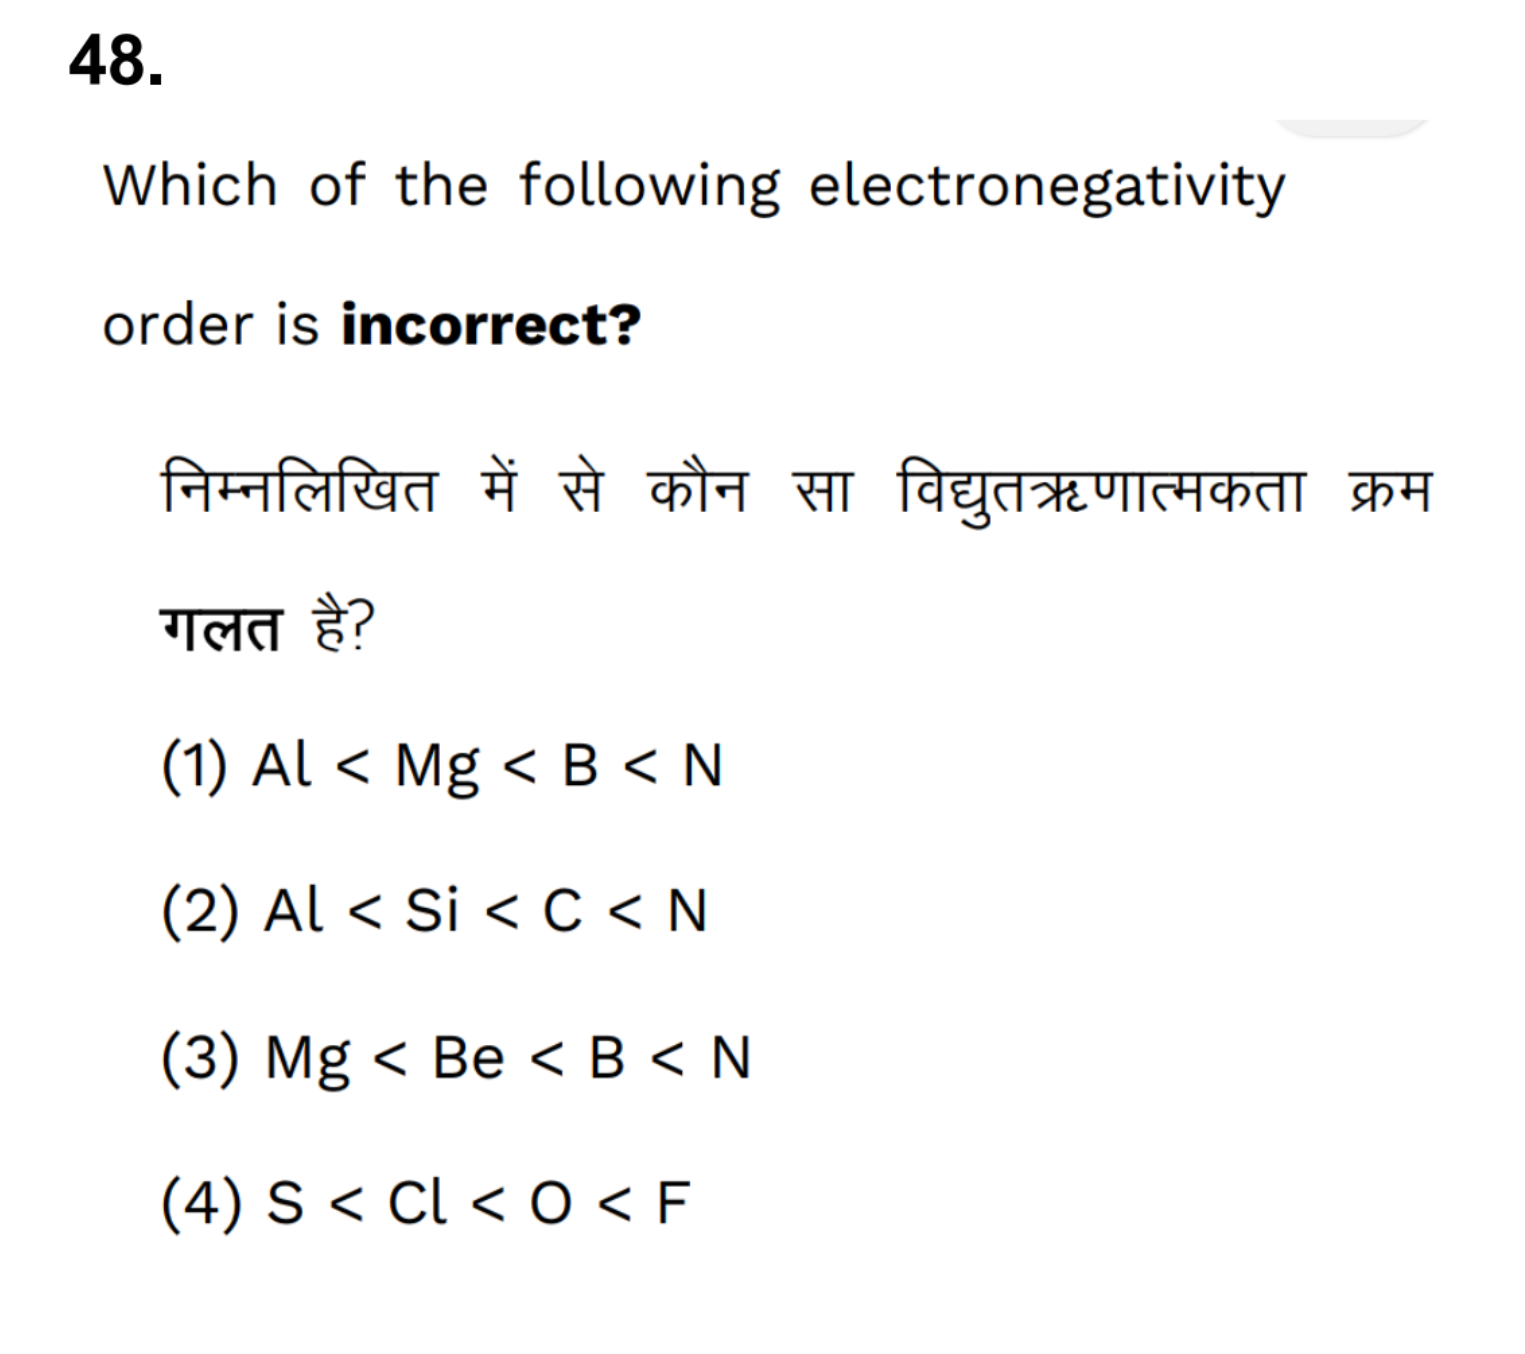 48.
Which of the following electronegativity
order is incorrect?
निम्नलिखित में से कौन सा विद्युतऋणात्मकता क्रम
गलत है?
(1) Al < Mg < B < N
(2) Al < Si < C < N
(3) Mg < Be < B < N
(4) S < Cl < O < F